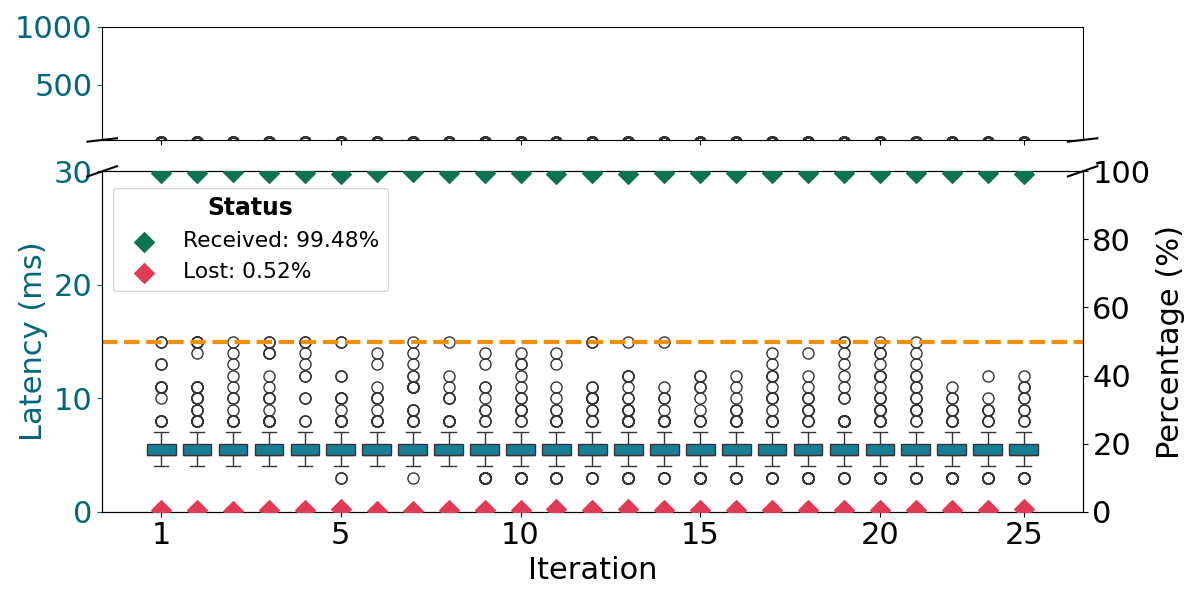 1000
500
30
20
10
0
Latency (ms)
Status
Received: 99.48%
Lost: 0.52%
100
80
60
40
20
0
Percentage (%)
1 5 10 15 20 25
Iteration